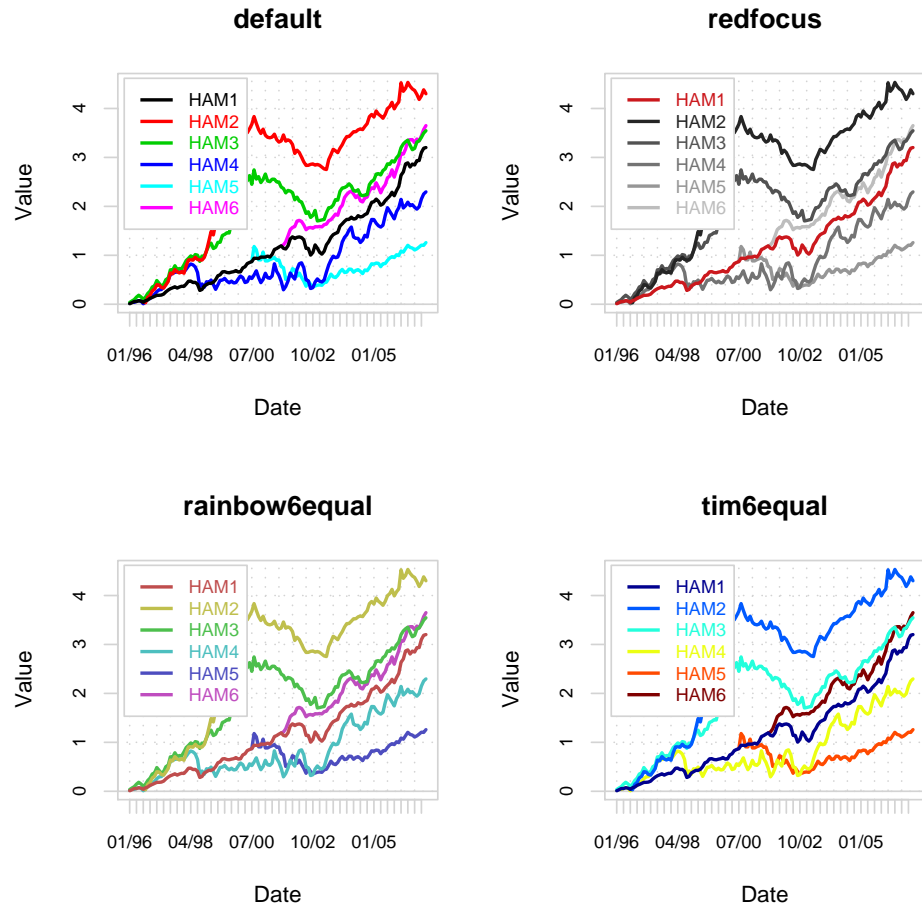 default
Value
4
3
2
1
0
HAM1
HAM2
HAM3
HAM4
HAM5
HAM6
01/96 04/98 07/00 10/02 01/05
Date
redfocus
Value
4
3
2
1
0
HAM1
HAM2
HAM3
HAM4
HAM5
HAM6
01/96 04/98 07/00 10/02 01/05
Date
rainbow6equal
Value
4
3
2
1
0
HAM1
HAM2
HAM3
HAM4
HAM5
HAM6
01/96 04/98 07/00 10/02 01/05
Date
tim6equal
Value
4
3
2
1
0
HAM1
HAM2
HAM3
HAM4
HAM5
HAM6
01/96 04/98 07/00 10/02 01/05
Date